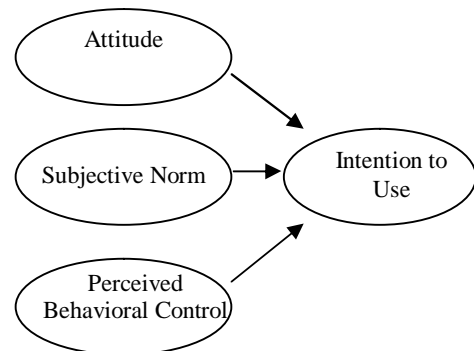 Attitude
Subjective Norm
Intention to
Use
Perceived
Behavioral Control